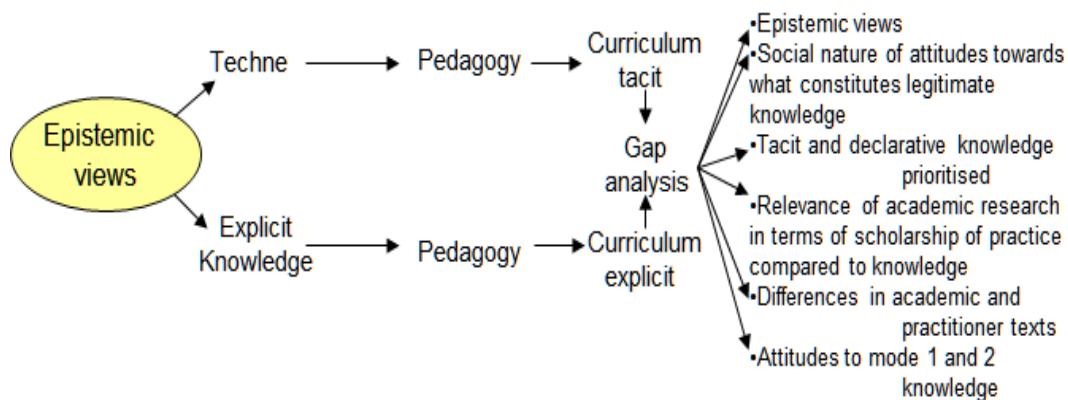 Epistemic
views
Techne
Pedagogy
Curriculum
tacit
Gap
analysis
Explicit
Knowledge
Pedagogy
Curriculum
explicit
•Epistemic views
•Social nature of attitudes towards
what constitutes legitimate
knowledge
•Tacit and declarative knowledge
prioritised
•Relevance of academic research
in terms of scholarship of practice
compared to knowledge
•Differences in academic and
practitioner texts
•Attitudes to mode 1 and 2
knowledge